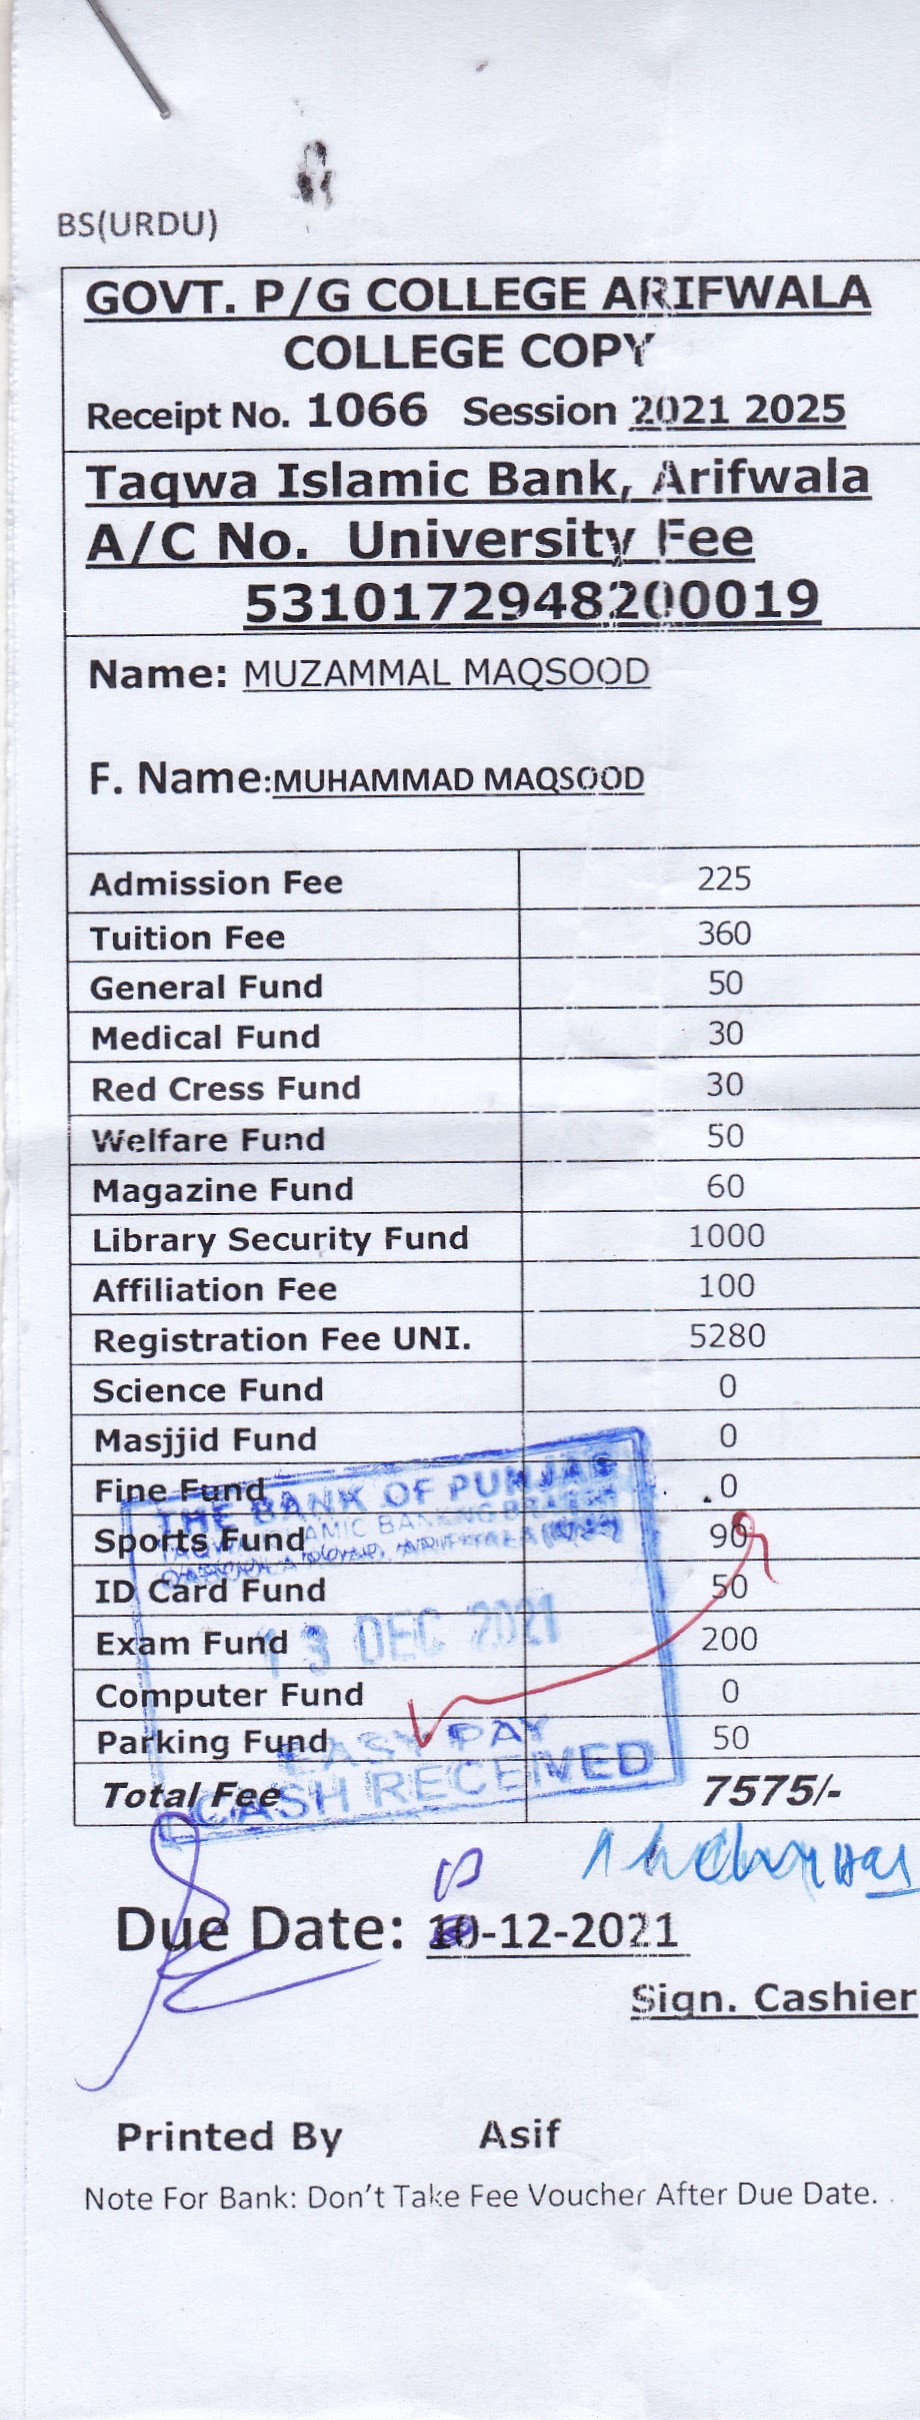 BS(URDU)
GOVT. P/G COLLEGE ARIFWALA
COLLEGE COPY
Receipt No. 1066 Session 2021 2025
Taqwa Islamic Bank, Arifwala
A/C No. University Fee
5310172948200019
Name: MUZAMMAL MAQSOOD
F. Name:MUHAMMAD MAQSOOD
Admission Fee 225
Tuition Fee 360
General Fund 50
Medical Fund 30
Red Cress Fund 30
Welfare Fund 50
Magazine Fund 60
Library Security Fund 1000
Affiliation Fee 100
Registration Fee UNI. 5280
Science Fund 0
Masjjid Fund 0
Fine Fund .0
THE BANK OF PUNJAB
Sports Fund 90
ID Card Fund 50
13 DEC 2021
Exam Fund 200
Computer Fund 0
Parking Fund 50
EASY PAY
CASH RECEIVED
Total Fee 7575/-
13
Due Date: 10-12-2021
Sign. Cashier
Printed By Asif
Note For Bank: Don't Take Fee Voucher After Due Date.